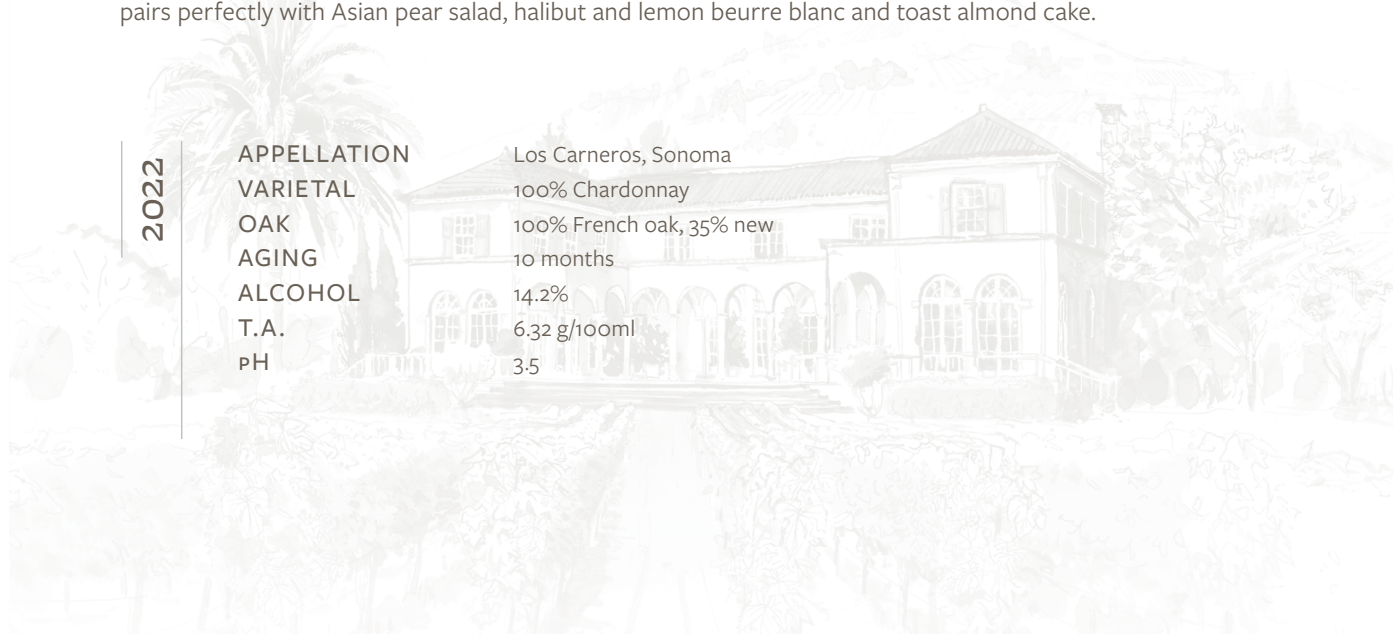 pairs perfectly with Asian pear salad, halibut and lemon beurre blanc and toast almond cake.
2022
APPELLATION Los Carneros, Sonoma
VARIETAL 100% Chardonnay
OAK 100% French oak, 35% new
AGING 10 months
ALCOHOL 14.2%
T.A. 6.32 g/100ml
PH 3.5